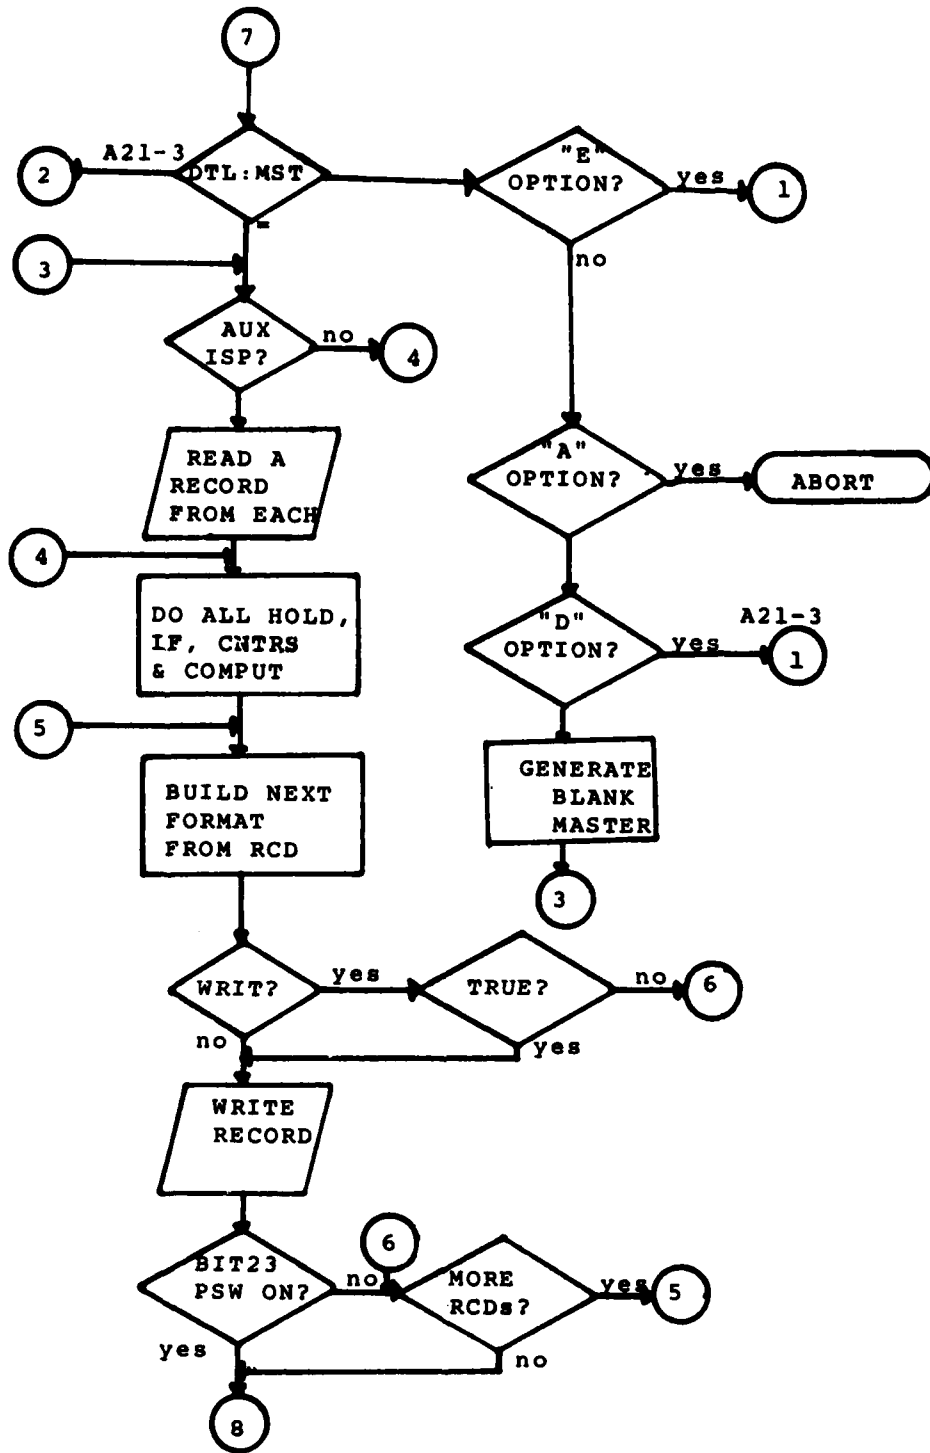 7
A21-3
2
DTL:MST
"E"
OPTION?
yes
1
=
3
no
AUX
ISP?
no
4
READ A
RECORD
FROM EACH
"A"
OPTION?
yes
ABORT
4
DO ALL HOLD,
IF, CNTRS
& COMPUT
"D"
OPTION?
yes
A21-3
1
5
BUILD NEXT
FORMAT
FROM RCD
GENERATE
BLANK
MASTER
3
WRIT?
yes
TRUE?
no
6
no
yes
WRITE
RECORD
6
BIT23
PSW ON?
no
MORE
RCDs?
yes
5
yes
no
8